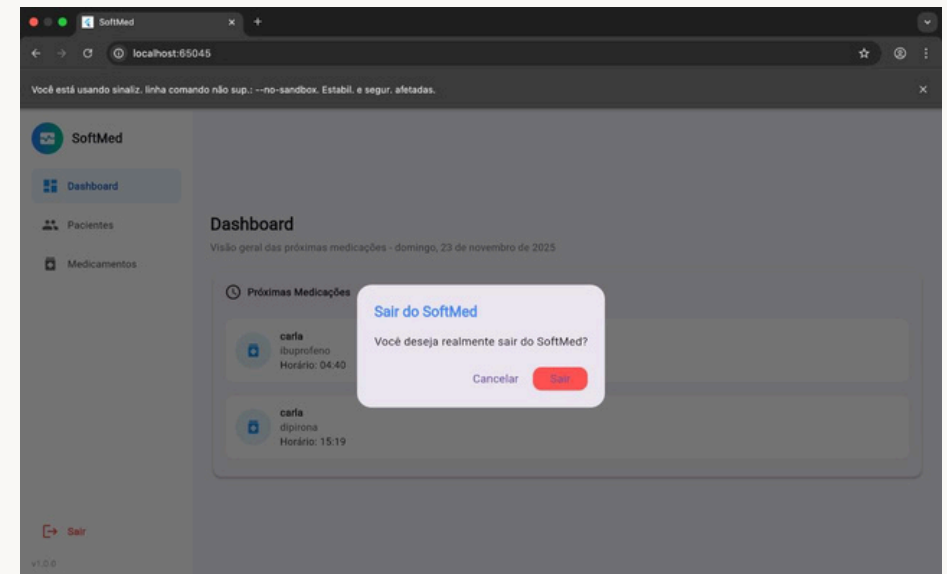 SoftMed
localhost:65045
Você está usando sinaliz. linha comando não sup.: --no-sandbox. Estabil. e segur. afetadas.
SoftMed
Dashboard
Pacientes
Medicamentos
Sair
v1.0.0
Dashboard
Visão geral das próximas medicações - domingo, 23 de novembro de 2025
Próximas Medicações
carla
ibuprofeno
Horário: 04:40
carla
dipirona
Horário: 15:19
Sair do SoftMed
Você deseja realmente sair do SoftMed?
Cancelar
Sair